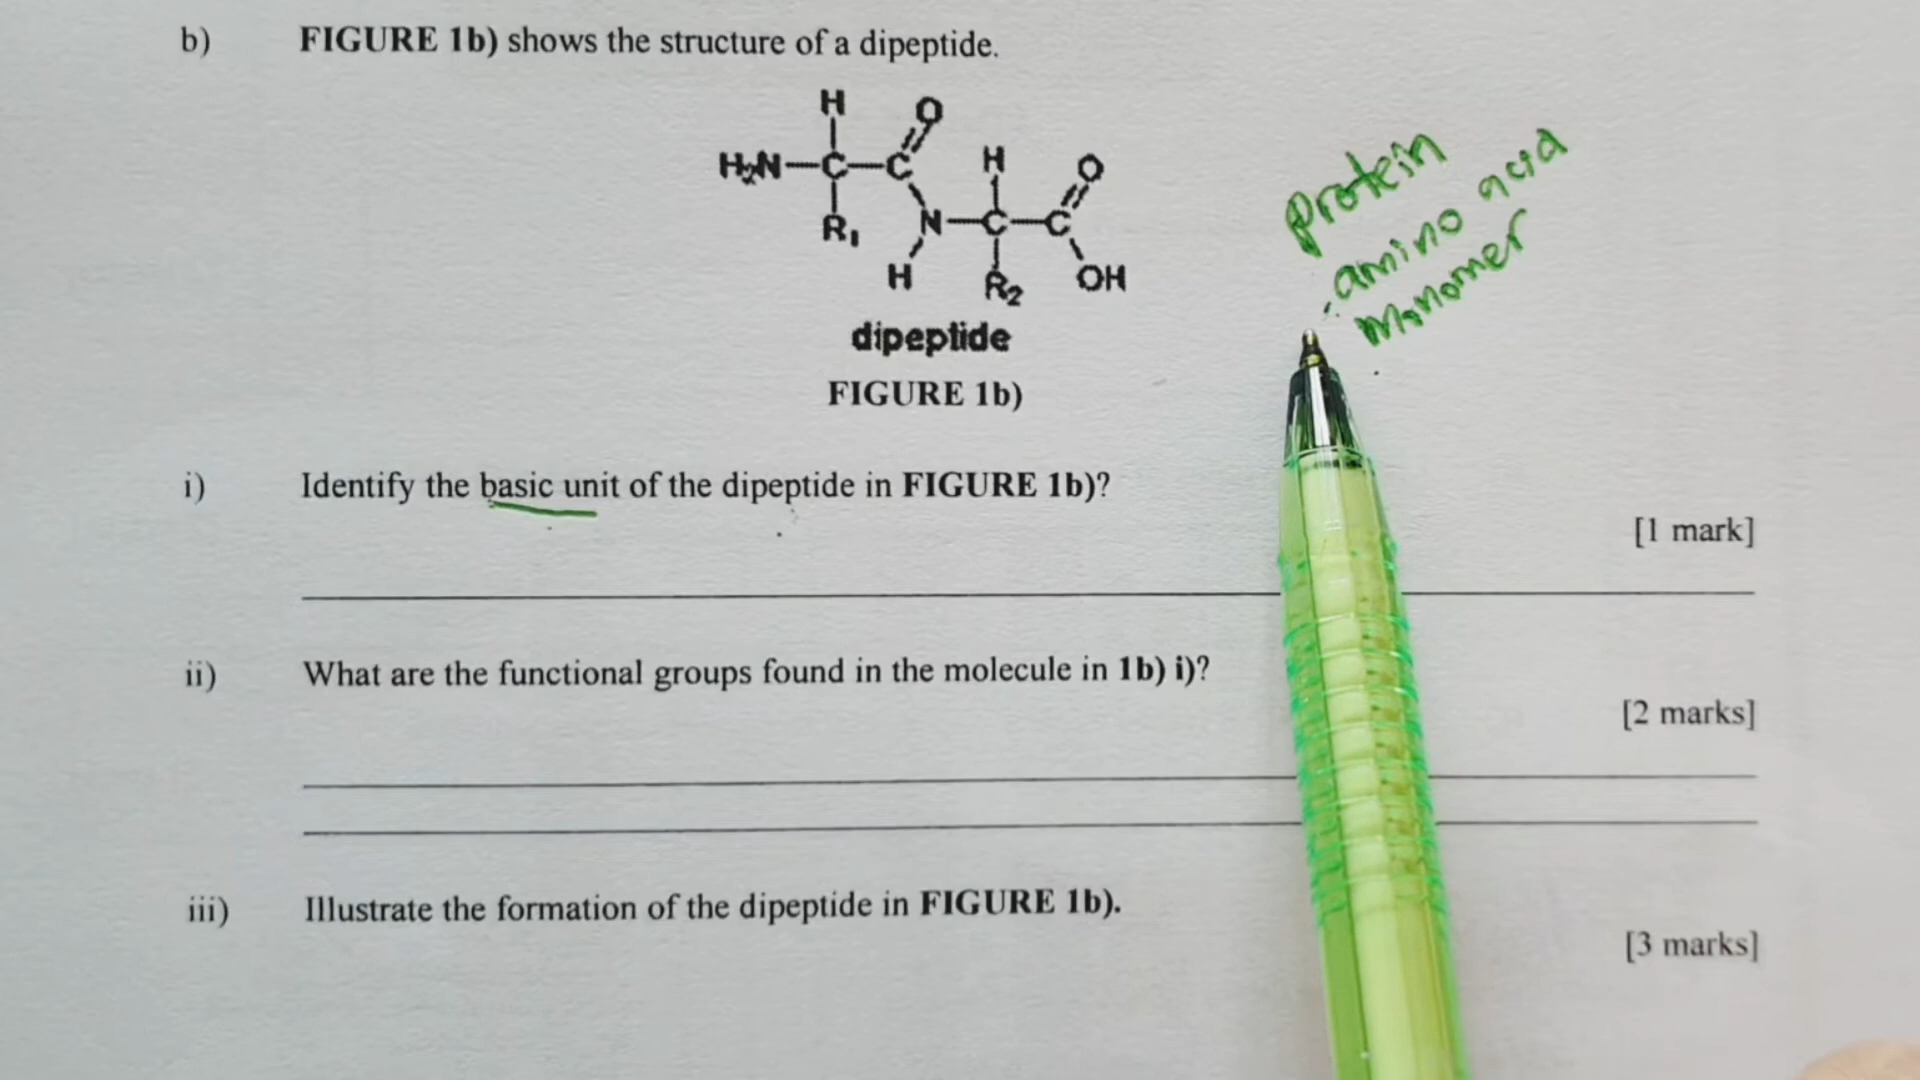 b) FIGURE 1b) shows the structure of a dipeptide.
H O
H₂N C C H O
R₁ N C C
H R₂ OH
dipeptide
FIGURE 1b)
protein
amino acid
monomer
i) Identify the basic unit of the dipeptide in FIGURE 1b)?
[1 mark]
ii) What are the functional groups found in the molecule in 1b) i)?
[2 marks]
iii) Illustrate the formation of the dipeptide in FIGURE 1b).
[3 marks]